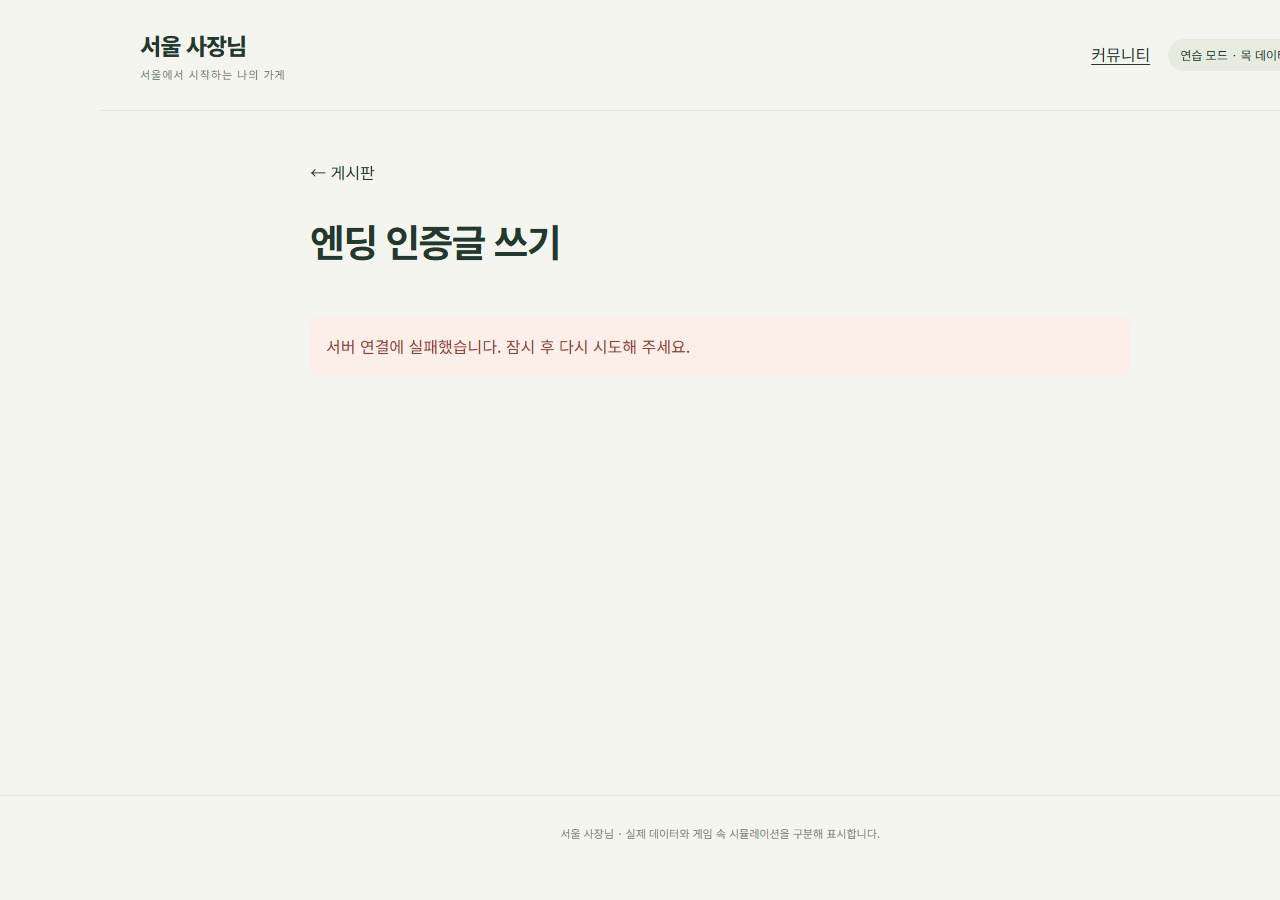 서울 사장님
서울에서 시작하는 나의 가게
커뮤니티
연습 모드 · 목 데이
← 게시판
엔딩 인증글 쓰기
서버 연결에 실패했습니다. 잠시 후 다시 시도해 주세요.
서울 사장님 · 실제 데이터와 게임 속 시뮬레이션을 구분해 표시합니다.